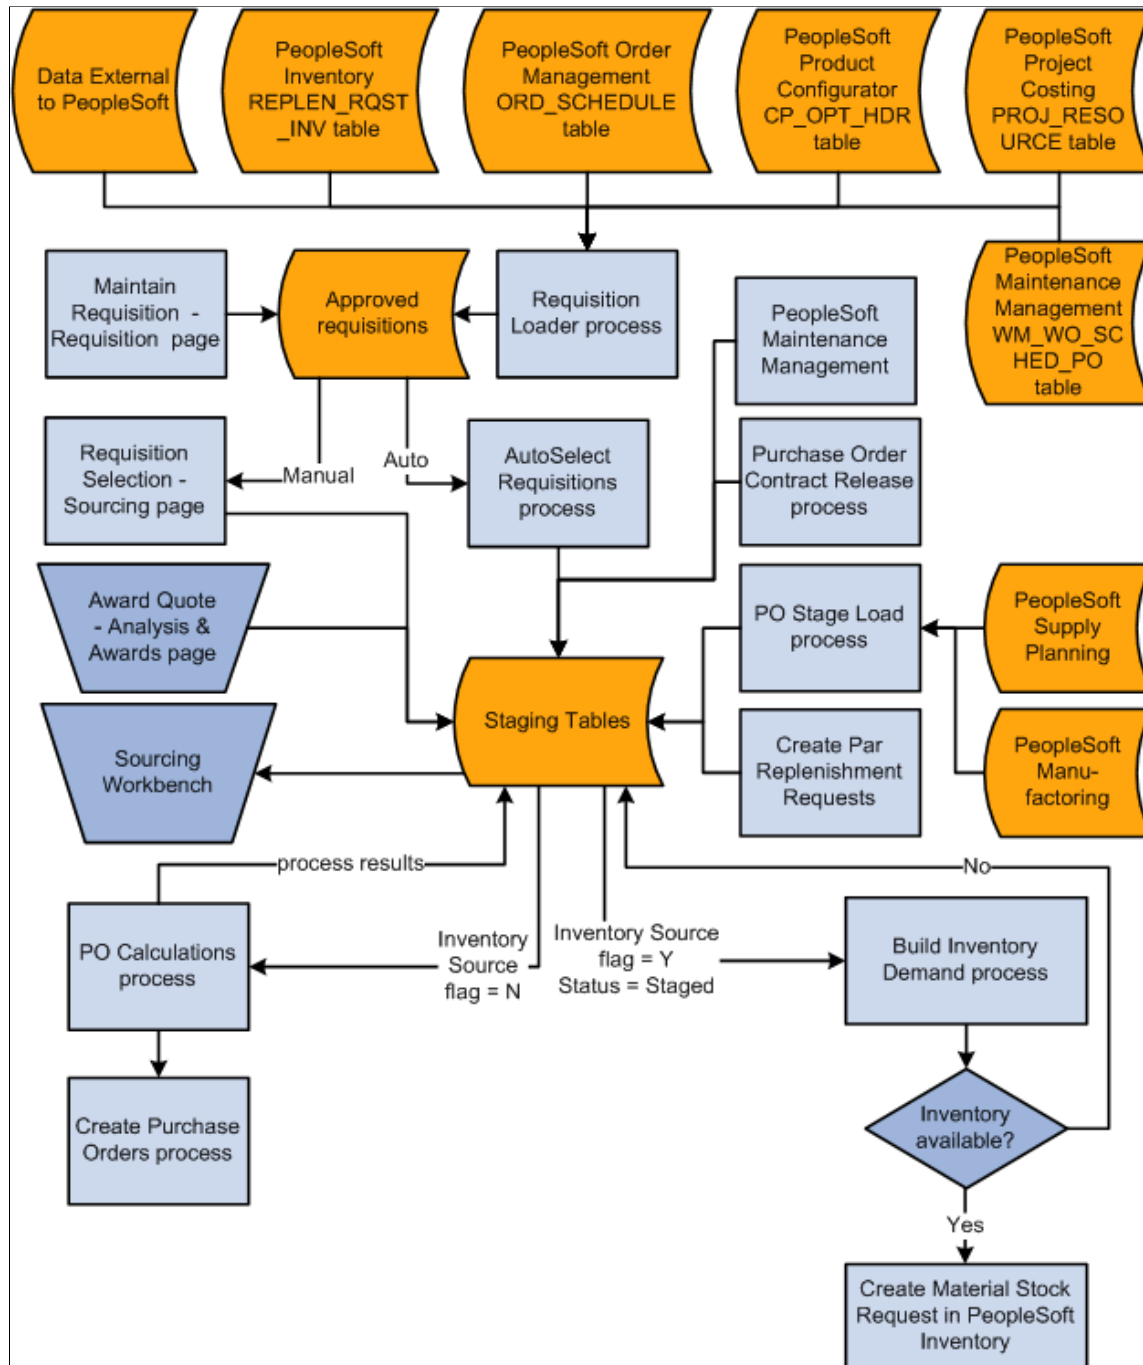 Data External
to PeopleSoft
PeopleSoft
Inventory
REPLEN_RQST
_INV table
PeopleSoft Order
Management
ORD_SCHEDULE
table
PeopleSoft
Product
Configurator
CP_OPT_HDR
table
PeopleSoft
Project
Costing
PROJ_RESO
URCE table
Maintain
Requisition -
Requisition page
Approved
requisitions
Requisition
Loader process
PeopleSoft
Maintenance
Management
PeopleSoft
Maintenance
Management
WM_WO_SC
HED_PO
table
Requisition
Selection -
Sourcing page
Manual
Auto
AutoSelect
Requisitions
process
Purchase Order
Contract Release
process
Award Quote
- Analysis &
Awards page
PO Stage Load
process
PeopleSoft
Supply
Planning
Sourcing
Workbench
Staging Tables
Create Par
Replenishment
Requests
PeopleSoft
Manu-
factoring
process results
No
PO Calculations
process
Inventory
Source
flag = N
Inventory Source
flag = Y
Status = Staged
Build Inventory
Demand process
Create Purchase
Orders process
Inventory
available?
Yes
Create Material Stock
Request in PeopleSoft
Inventory